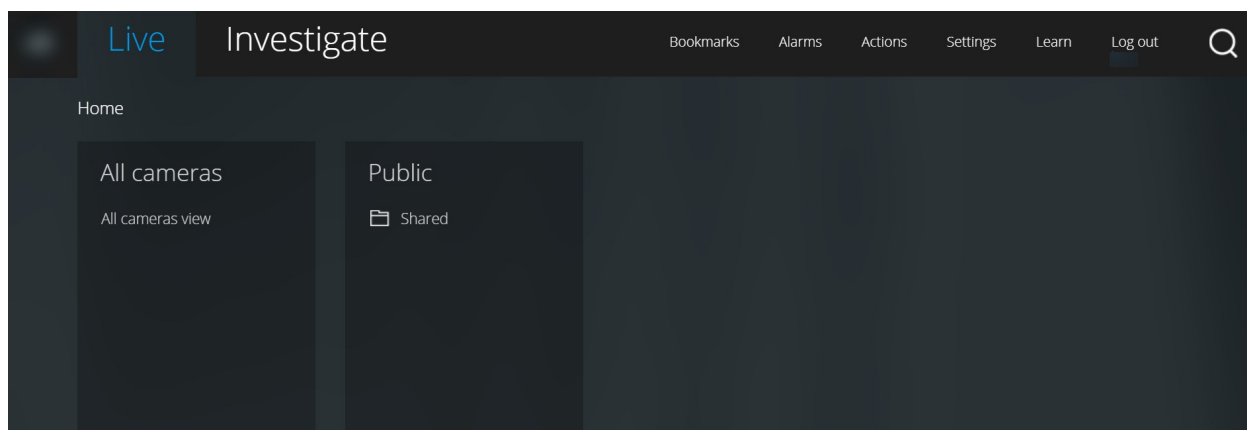 Live Investigate Bookmarks Alarms Actions Settings Learn Log out
Home
All cameras
All cameras view
Public
Shared